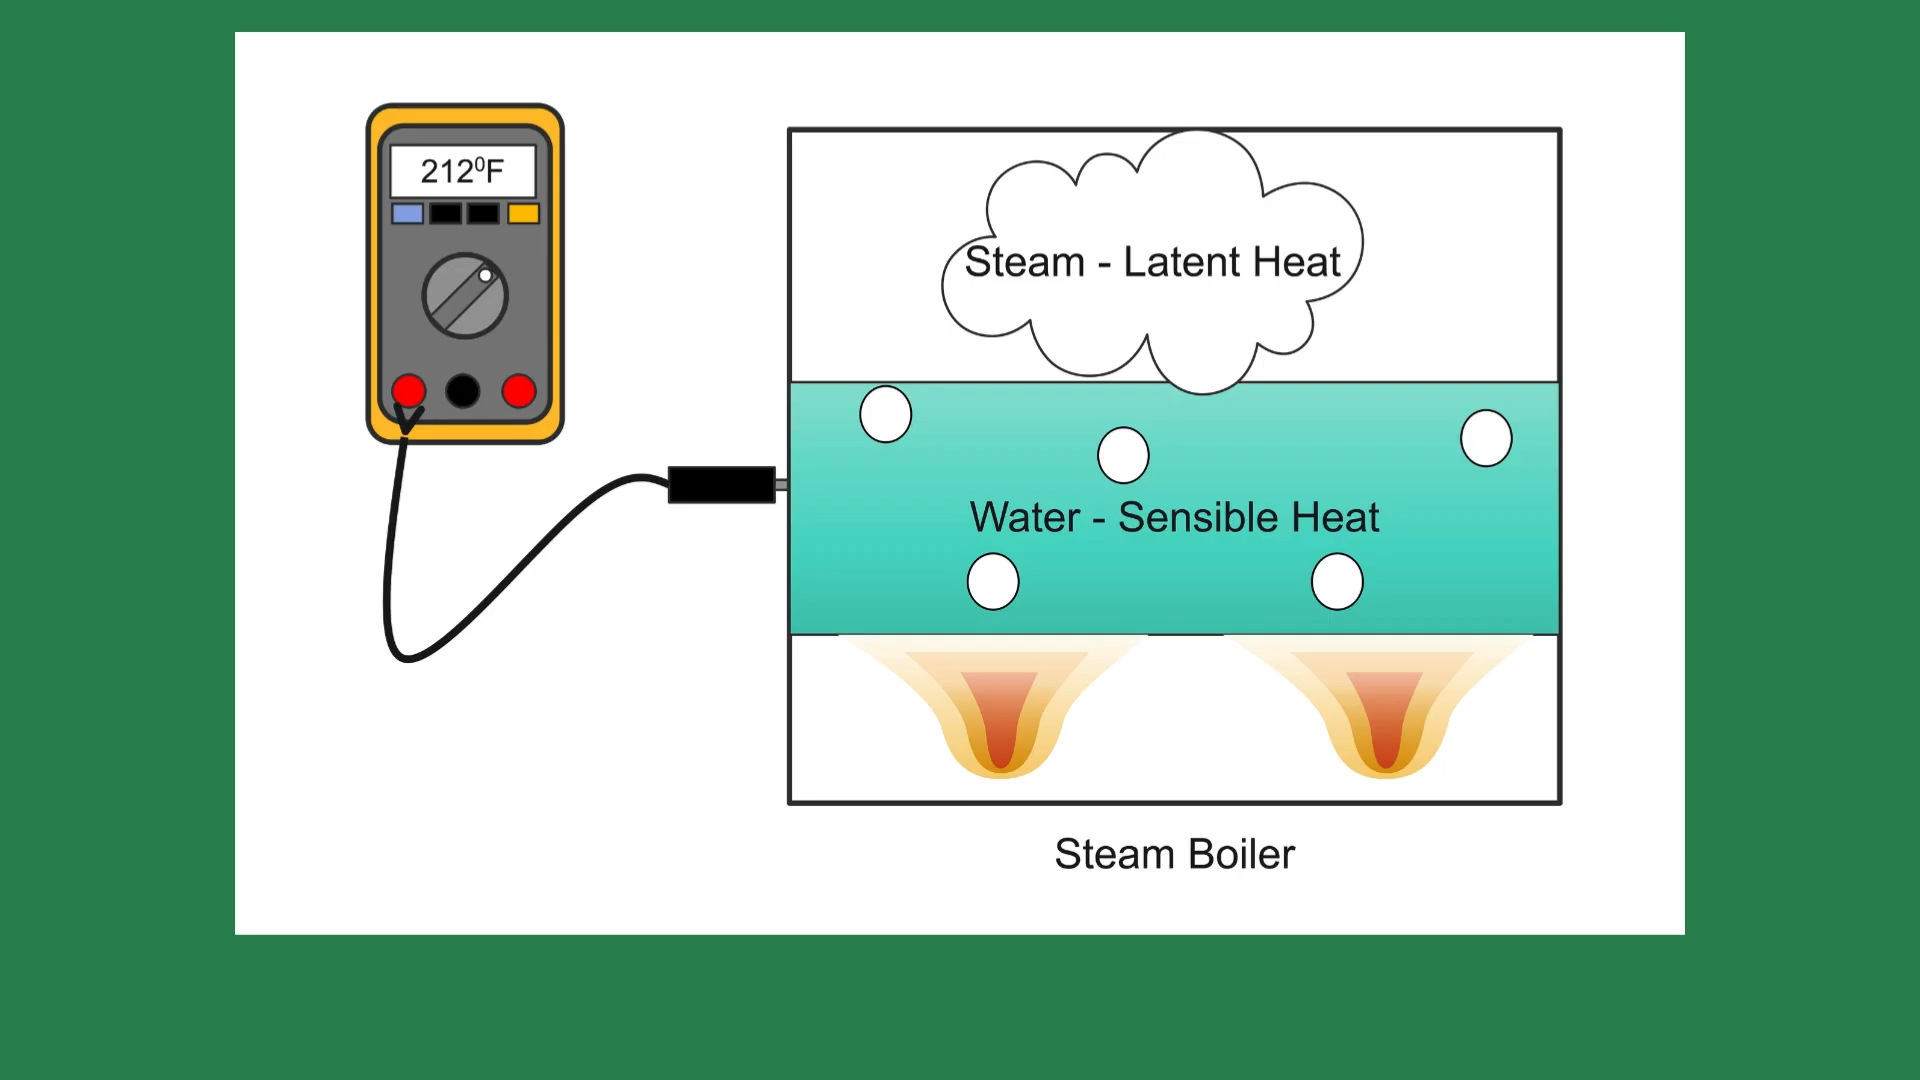 212⁰F
Steam - Latent Heat
Water - Sensible Heat
Steam Boiler